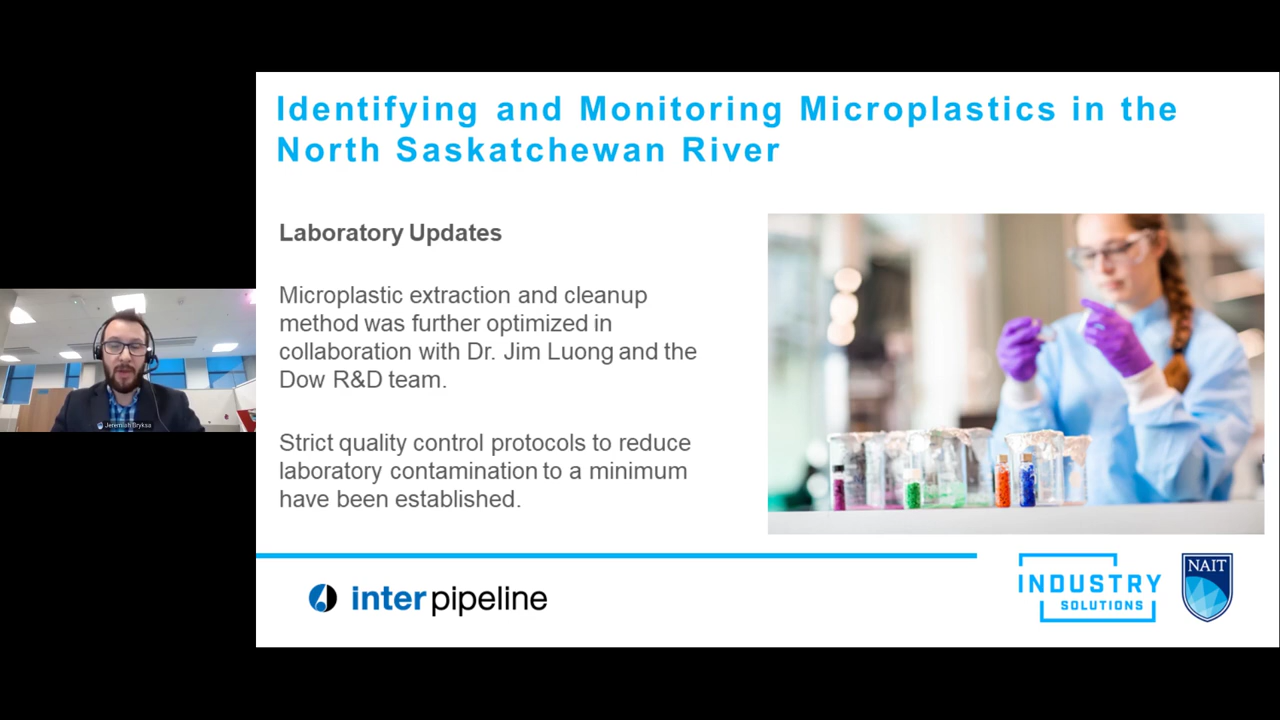 Identifying and Monitoring Microplastics in the
North Saskatchewan River
Laboratory Updates
Microplastic extraction and cleanup
method was further optimized in
collaboration with Dr. Jim Luong and the
Dow R&D team.
Strict quality control protocols to reduce
laboratory contamination to a minimum
have been established.
Jeremiah Bryksa
inter pipeline
INDUSTRY
SOLUTIONS
NAIT